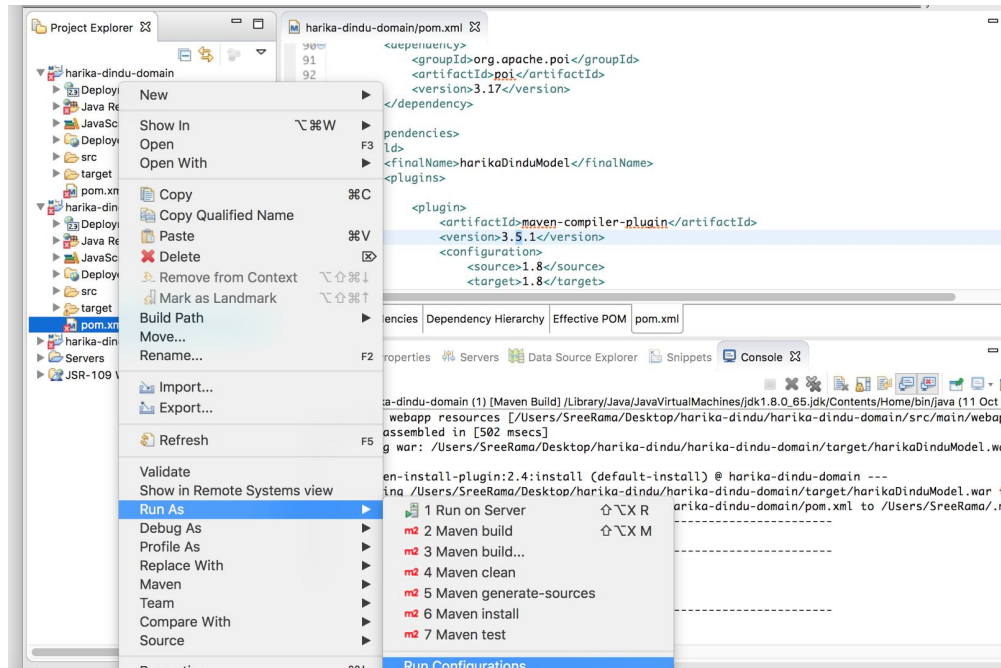 Project Explorer
harika-dindu-domain
Deployr
Java Re
JavaSc
Deploye
src
target
pom.xm
harika-din
Deployr
Java Re
JavaSc
Deploye
src
target
pom.xm
harika-din
Servers
JSR-109 W
New
Show In ⌥⌘W
Open F3
Open With
Copy ⌘C
Copy Qualified Name
Paste ⌘V
Delete
Remove from Context ⌥⇧⌘↓
Mark as Landmark ⌥⇧⌘↑
Build Path
Move...
Rename... F2
Import...
Export...
Refresh F5
Validate
Show in Remote Systems view
Run As
Debug As
Profile As
Replace With
Maven
Team
Compare With
Source
1 Run on Server ⇧⌥X R
m2 2 Maven build ⇧⌥X M
m2 3 Maven build...
m2 4 Maven clean
m2 5 Maven generate-sources
m2 6 Maven install
m2 7 Maven test
Run Configurations
harika-dindu-domain/pom.xml
90 <dependency>
91 <groupId>org.apache.poi</groupId>
92 <artifactId>poi</artifactId>
<version>3.17</version>
</dependency>
pendencies>
ld>
<finalName>harikaDinduModel</finalName>
<plugins>
<plugin>
<artifactId>maven-compiler-plugin</artifactId>
<version>3.5.1</version>
<configuration>
<source>1.8</source>
<target>1.8</target>
encies Dependency Hierarchy Effective POM pom.xml
roperties Servers Data Source Explorer Snippets Console
ka-dindu-domain (1) [Maven Build] /Library/Java/JavaVirtualMachines/jdk1.8.0_65.jdk/Contents/Home/bin/java (11 Oct
webapp resources [/Users/SreeRama/Desktop/harika-dindu/harika-dindu-domain/src/main/webap
assembled in [502 msecs]
g war: /Users/SreeRama/Desktop/harika-dindu/harika-dindu-domain/target/harikaDinduModel.wa
en-install-plugin:2.4:install (default-install) @ harika-dindu-domain ---
ing /Users/SreeRama/Desktop/harika-dindu/harika-dindu-domain/target/harikaDinduModel.war
arika-dindu-domain/pom.xml to /Users/SreeRama/.